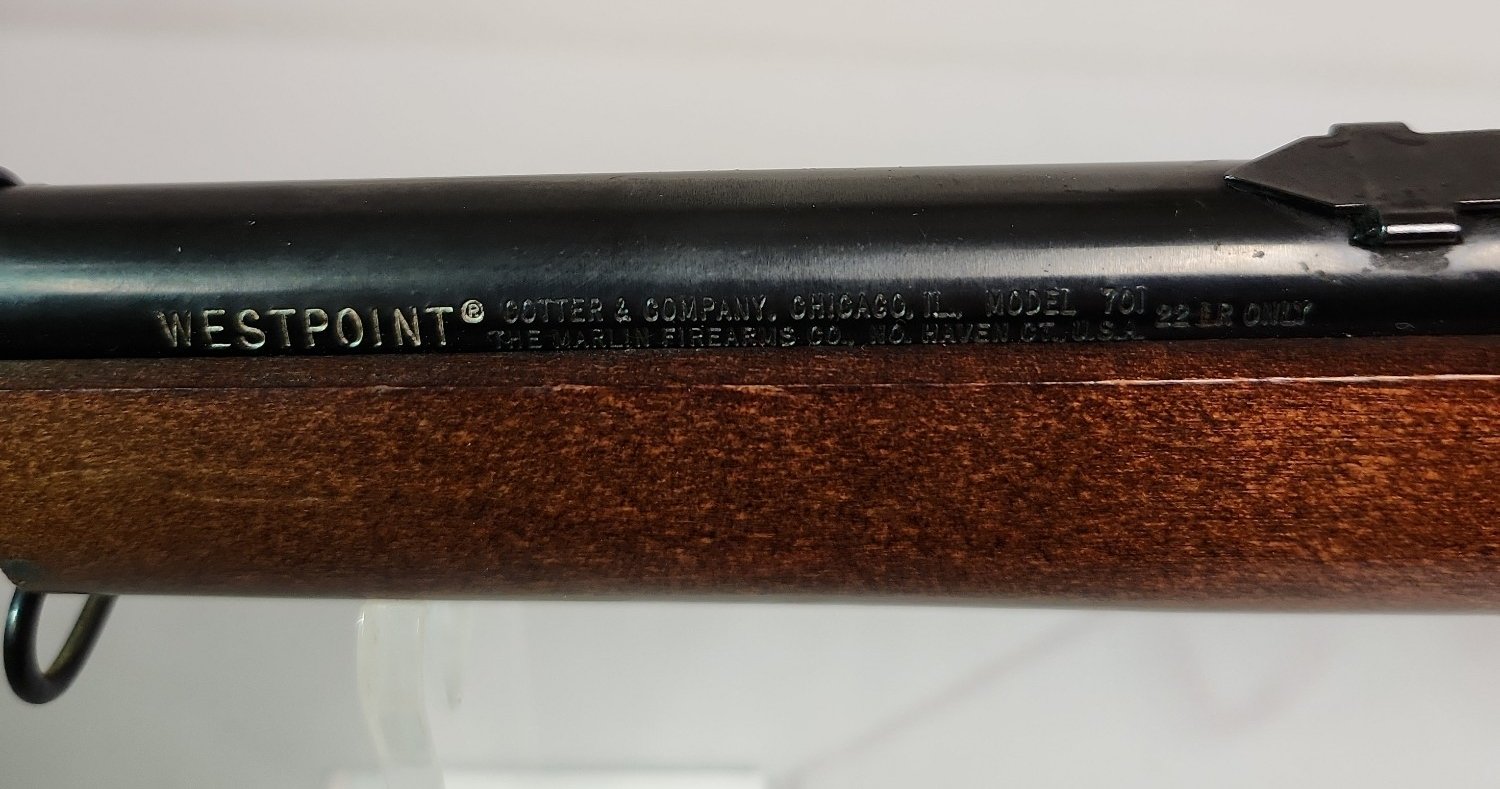 WESTPOINT® COTTER & COMPANY, CHICAGO, IL. MODEL 701 22 LR ONLY
THE MARLIN FIREARMS CO., NO. HAVEN, CT., U.S.A.